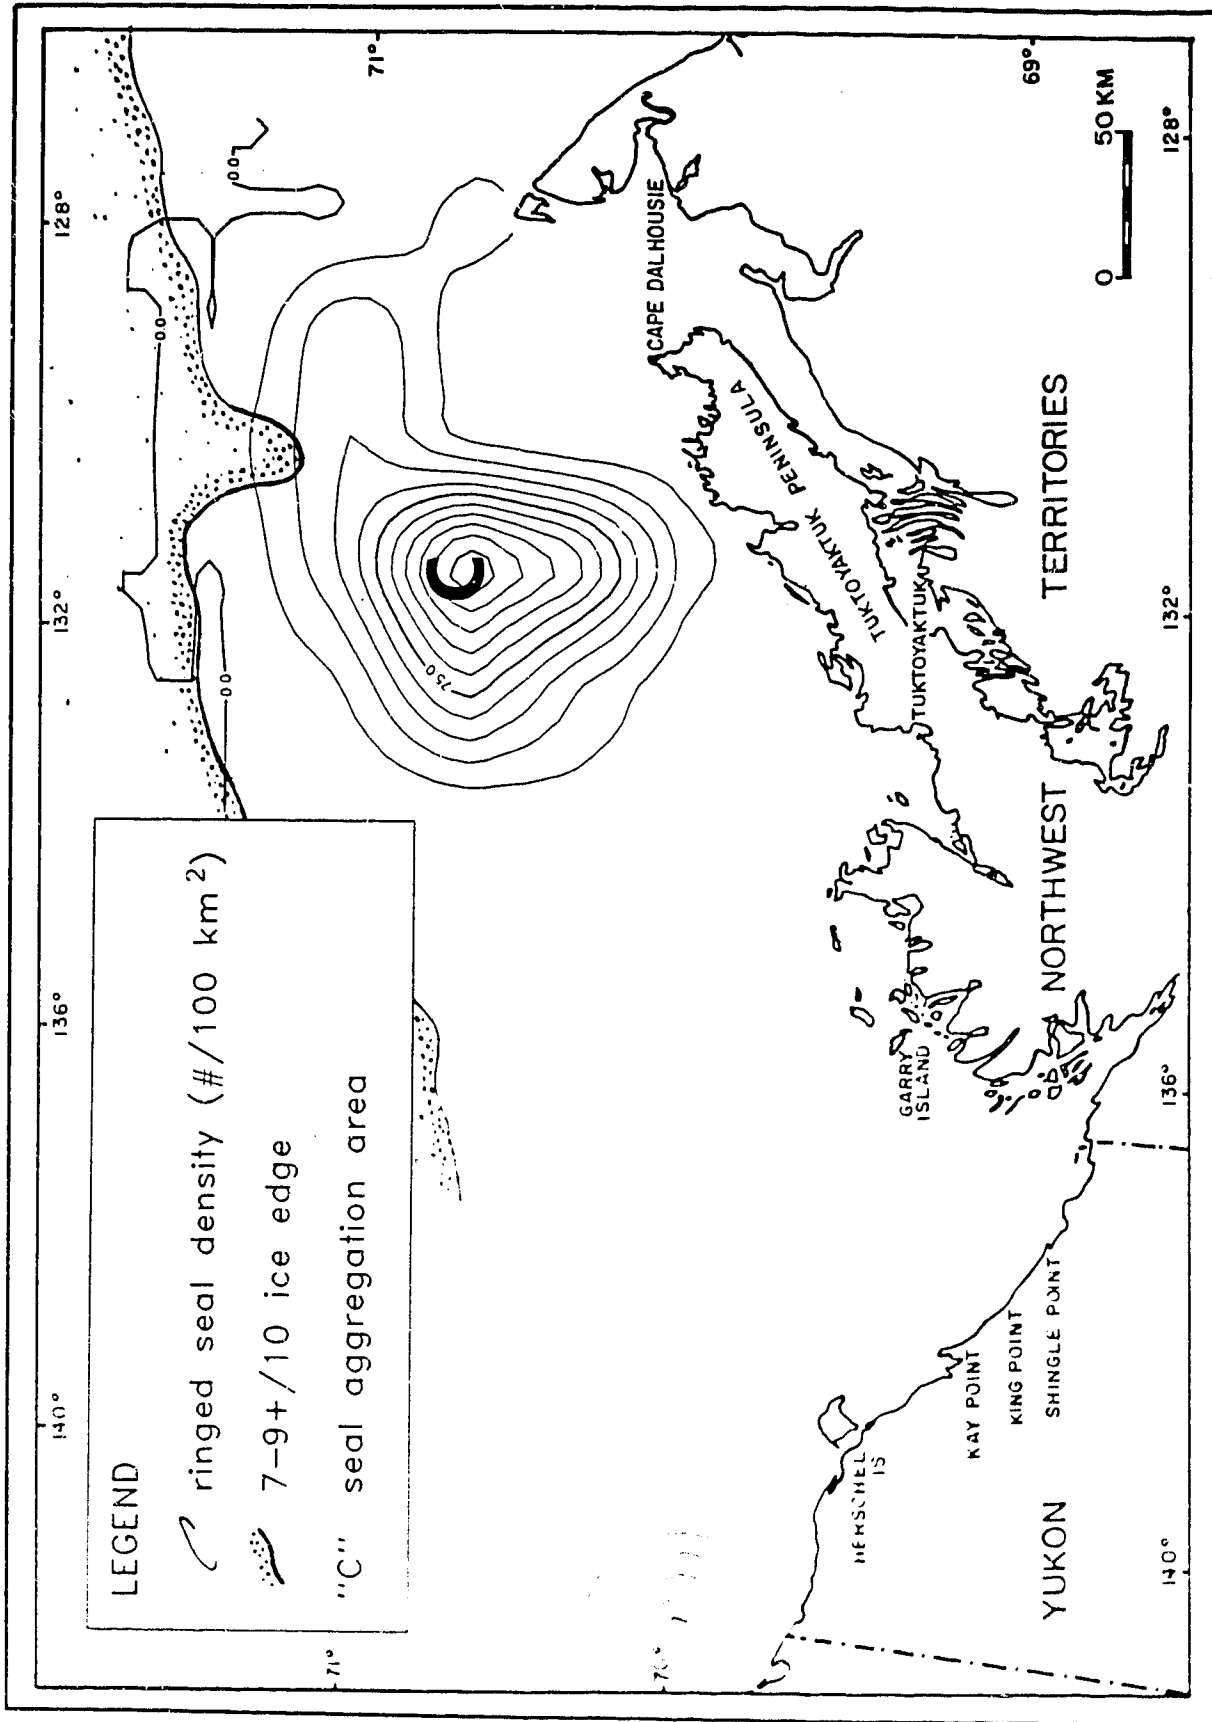 LEGEND
ringed seal density (#/100 km²)
7-9+/10 ice edge
"C" seal aggregation area
140°
136°
132°
128°
71°
71°
69°
140°
136°
132°
128°
0.0
0.0
0.0
75.0
C
CAPE DALHOUSIE
TUKTOYAKTUK PENINSULA
TUKTOYAKTUK
GARRY
ISLAND
HERSCHEL
IS
KAY POINT
KING POINT
SHINGLE POINT
YUKON
NORTHWEST TERRITORIES
0 50 KM